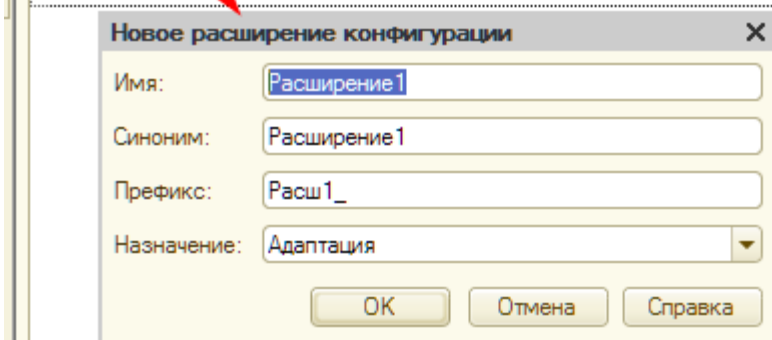 Новое расширение конфигурации
Имя: Расширение1
Синоним: Расширение1
Префикс: Расш1_
Назначение: Адаптация
OK Отмена Справка